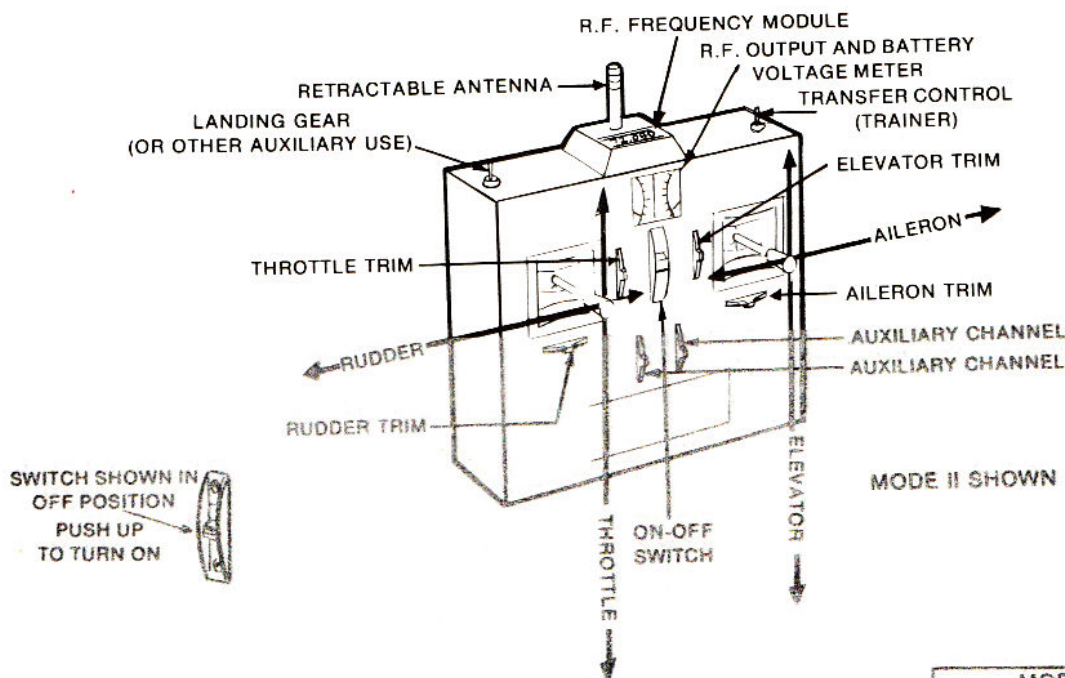 R.F. FREQUENCY MODULE
R.F. OUTPUT AND BATTERY
VOLTAGE METER
RETRACTABLE ANTENNA
TRANSFER CONTROL
(TRAINER)
LANDING GEAR
(OR OTHER AUXILIARY USE)
ELEVATOR TRIM
AILERON
THROTTLE TRIM
AILERON TRIM
RUDDER
AUXILIARY CHANNEL
AUXILIARY CHANNEL
RUDDER TRIM
ELEVATOR
MODE II SHOWN
SWITCH SHOWN IN
OFF POSITION
PUSH UP
TO TURN ON
THROTTLE
ON-OFF
SWITCH